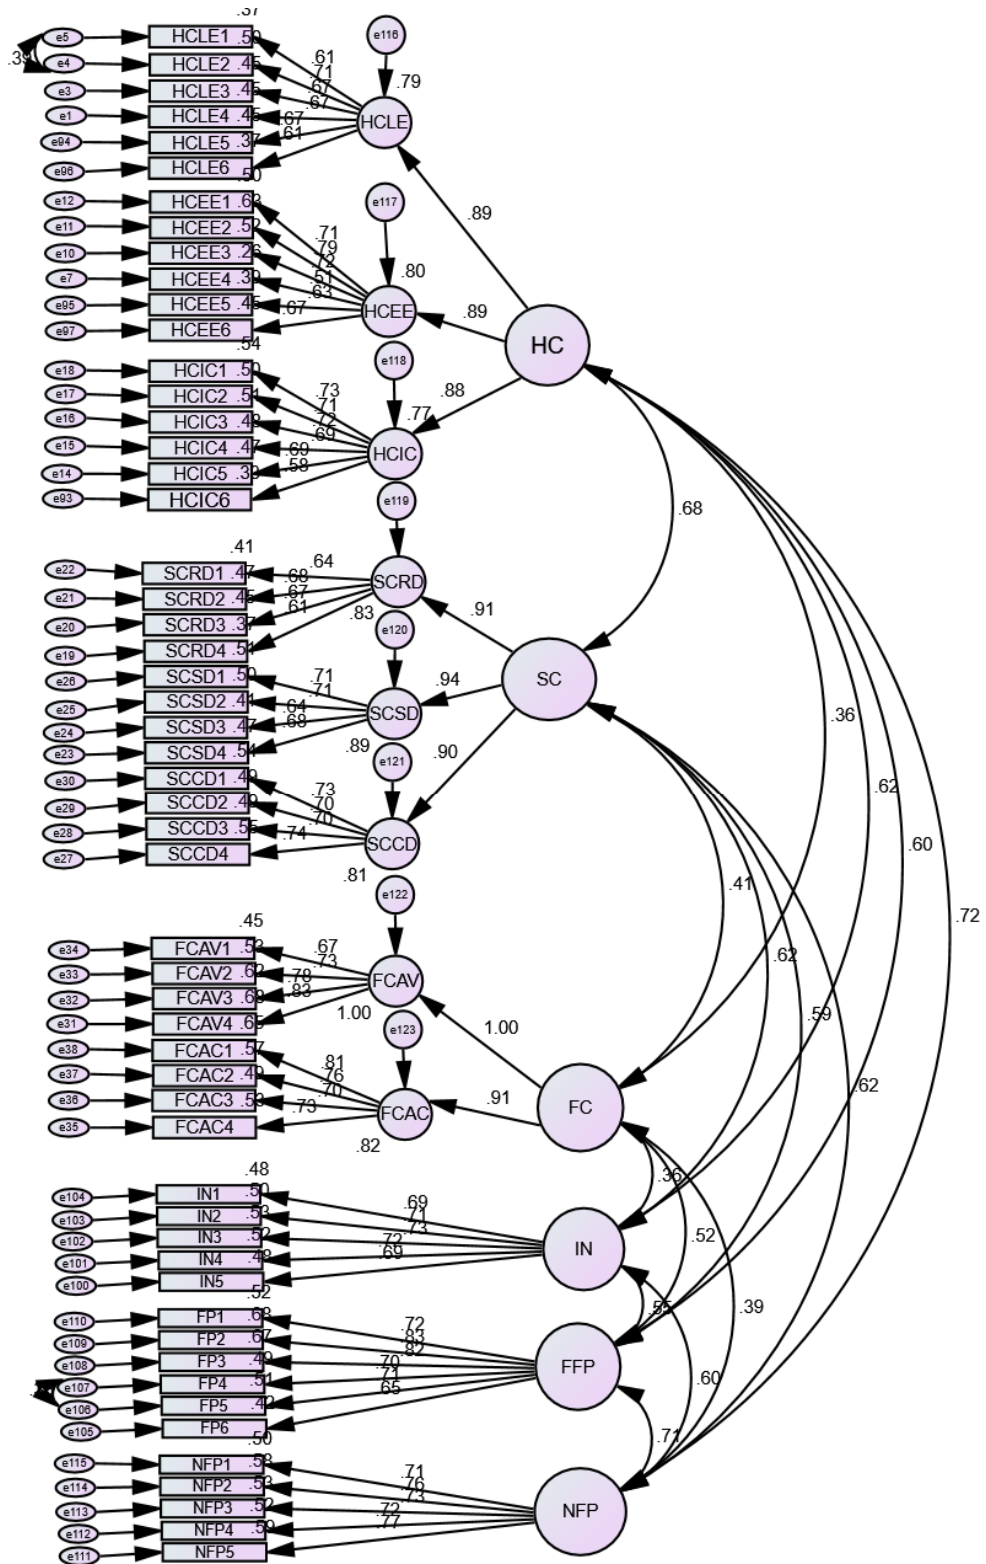 .37
e5 HCLE1 .50
.39 e4 HCLE2 .45
e3 HCLE3 .45
e1 HCLE4 .45
e94 HCLE5 .37
e96 HCLE6
.61
.71
.67
.67
.67
.61
e116
.79
HCLE
.50
e12 HCEE1 .63
e11 HCEE2 .52
e10 HCEE3 .26
e7 HCEE4 .39
e95 HCEE5 .45
e97 HCEE6
.71
.79
.72
.51
.63
.67
e117
.80
HCEE
.89
.89
HC
.88
.54
e18 HCIC1 .50
e17 HCIC2 .51
e16 HCIC3 .48
e15 HCIC4 .47
e14 HCIC5 .33
e93 HCIC6
.73
.71
.72
.69
.69
.58
e118
.77
HCIC
.68
.41
e22 SCRD1 .47
e21 SCRD2 .45
e20 SCRD3 .37
e19 SCRD4 .51
.64
.68
.67
.61
e119
SCRD
.83
.91
e26 SCSD1 .50
e25 SCSD2 .41
e24 SCSD3 .47
e23 SCSD4 .54
.71
.71
.64
.68
e120
SCSD
.89
.94
SC
.90
e30 SCCD1 .49
e29 SCCD2 .49
e28 SCCD3 .55
e27 SCCD4
.73
.70
.70
.74
e121
SCCD
.81
.36
.62
.60
.72
.41
.62
.59
.62
.45
e34 FCAV1 .53
e33 FCAV2 .62
e32 FCAV3 .68
e31 FCAV4 .65
.67
.73
.78
.83
e122
FCAV
1.00
1.00
e38 FCAC1 .57
e37 FCAC2 .49
e36 FCAC3 .53
e35 FCAC4
.81
.76
.70
.73
e123
FCAC
.82
.91
FC
.48
e104 IN1 .50
e103 IN2 .53
e102 IN3 .52
e101 IN4 .48
e100 IN5
.69
.71
.73
.72
.69
IN
.36
.52
.39
.52
e110 FP1 .68
e109 FP2 .67
e108 FP3 .49
e107 FP4 .51
e106 FP5 .42
e105 FP6
.72
.83
.82
.70
.71
.65
FFP
.55
.60
.71
.50
e115 NFP1 .58
e114 NFP2 .53
e113 NFP3 .52
e112 NFP4 .59
e111 NFP5
.71
.76
.73
.72
.77
NFP